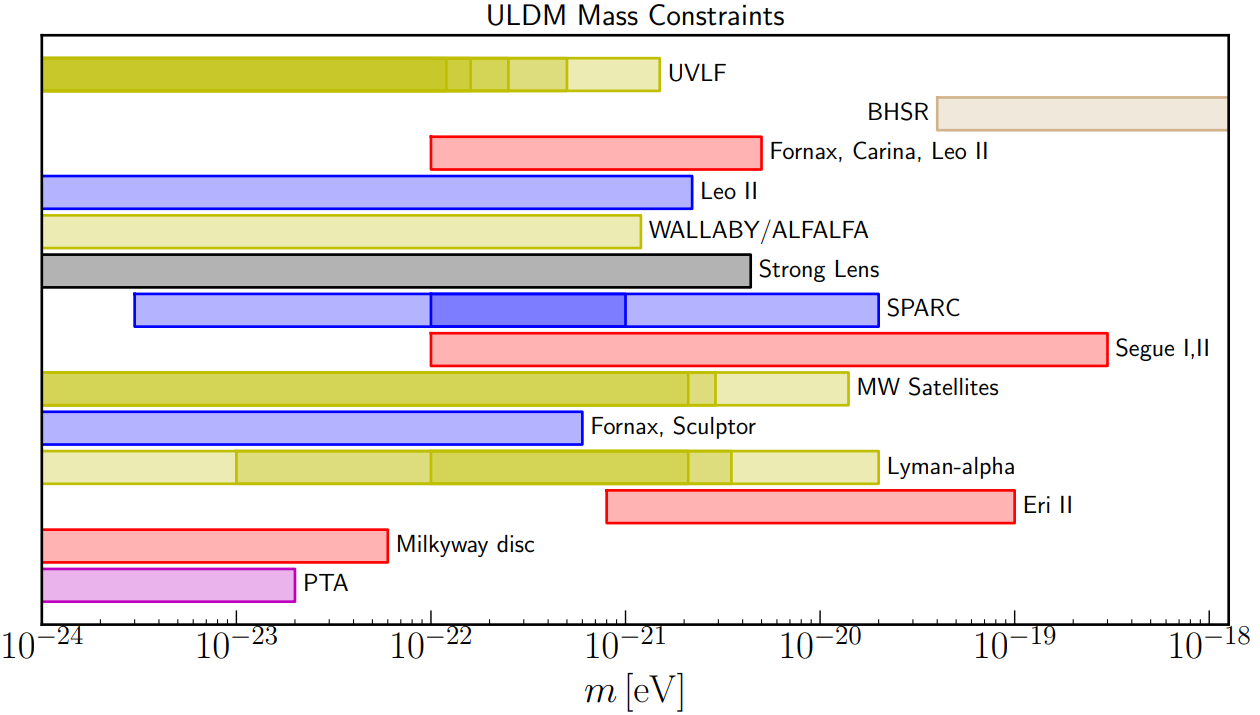 ULDM Mass Constraints
UVLF
BHSR
Fornax, Carina, Leo II
Leo II
WALLABY/ALFALFA
Strong Lens
SPARC
Segue I,II
MW Satellites
Fornax, Sculptor
Lyman-alpha
Eri II
Milkyway disc
PTA
10⁻²⁴ 10⁻²³ 10⁻²² 10⁻²¹ 10⁻²⁰ 10⁻¹⁹ 10⁻¹⁸
m [eV]